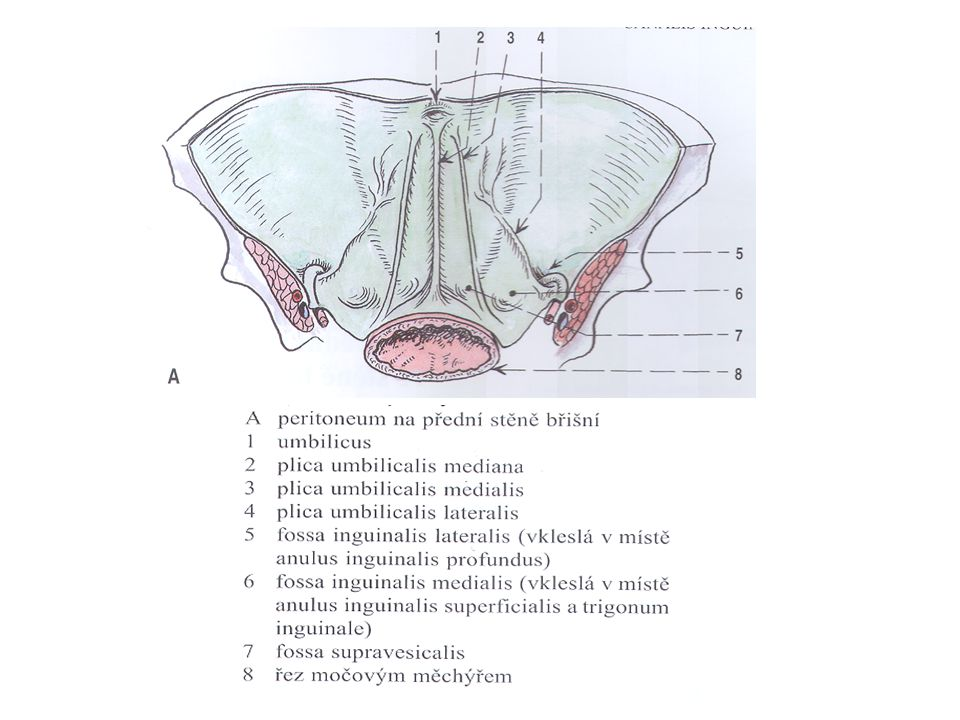 1 2 3 4
5
6
7
A
8
A peritoneum na přední stěně břišní
1 umbilicus
2 plica umbilicalis mediana
3 plica umbilicalis medialis
4 plica umbilicalis lateralis
5 fossa inguinalis lateralis (vkleslá v místě
anulus inguinalis profundus)
6 fossa inguinalis medialis (vkleslá v místě
anulus inguinalis superficialis a trigonum
inguinale)
7 fossa supravesicalis
8 řez močovým měchýřem